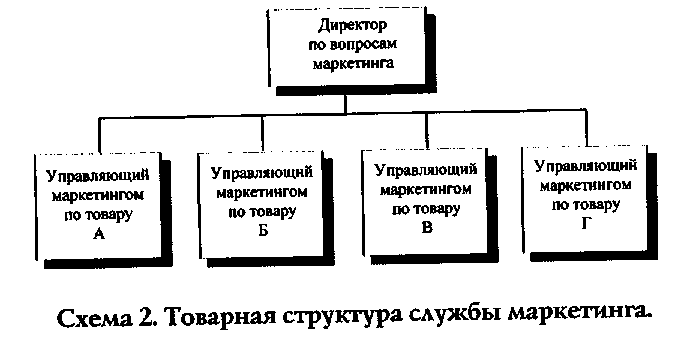 Директор
по вопросам
маркетинга
Управляющий
маркетингом
по товару
А
Управляющий
маркетингом
по товару
Б
Управляющий
маркетингом
по товару
В
Управляющий
маркетингом
по товару
Г
Схема 2. Товарная структура службы маркетинга.